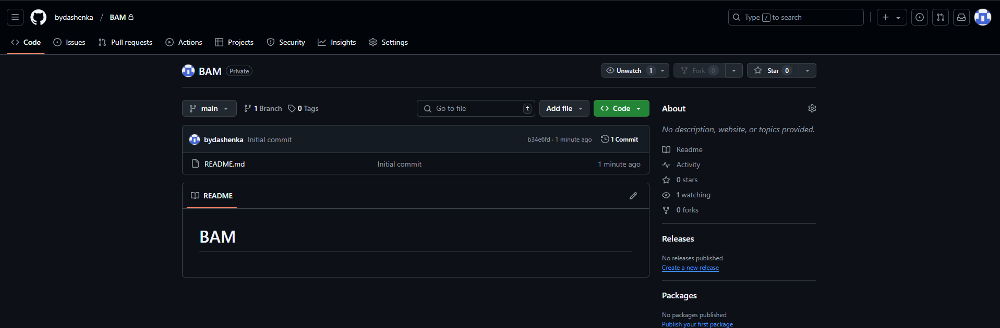 bydashenka / BAM
Type / to search
Code Issues Pull requests Actions Projects Security Insights Settings
BAM Private
Unwatch 1 Fork 0 Star 0
main 1 Branch 0 Tags
Go to file t Add file Code
bydashenka Initial commit b34e6fd · 1 minute ago 1 Commit
README.md Initial commit 1 minute ago
README
BAM
About
No description, website, or topics provided.
Readme
Activity
0 stars
1 watching
0 forks
Releases
No releases published
Create a new release
Packages
No packages published
Publish your first package